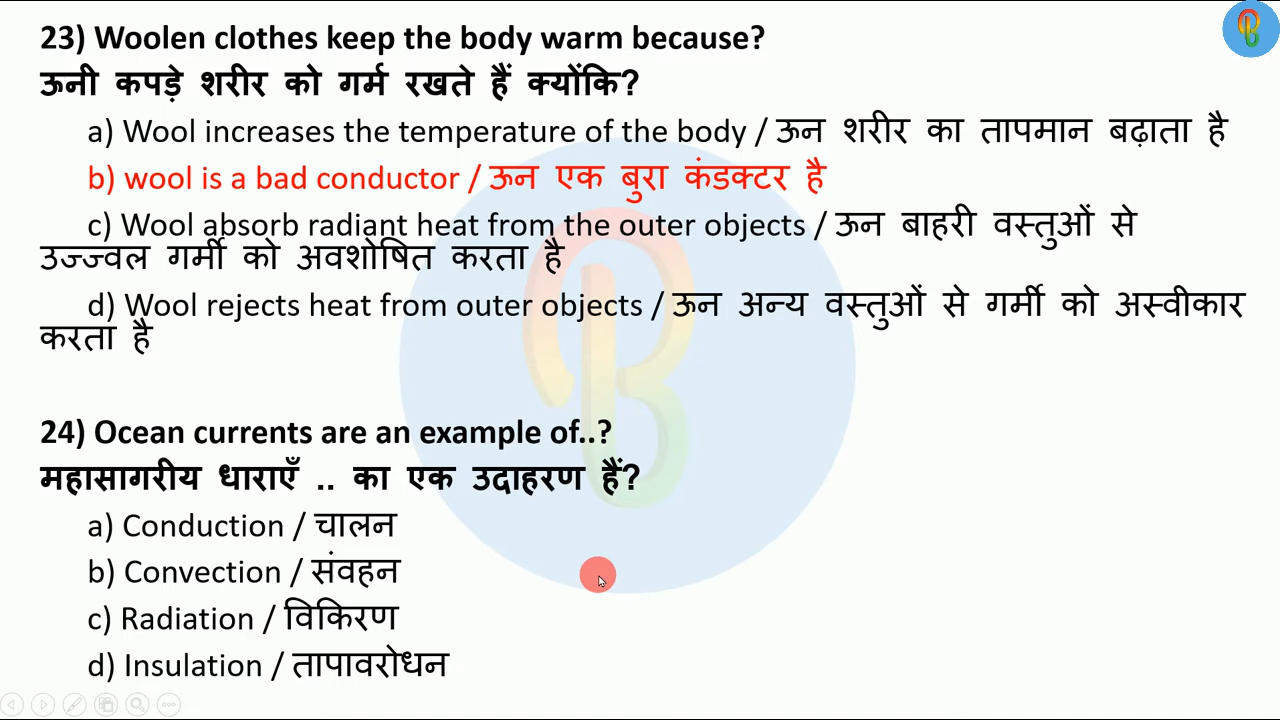 23) Woolen clothes keep the body warm because?
ऊनी कपड़े शरीर को गर्म रखते हैं क्योंकि?
a) Wool increases the temperature of the body / ऊन शरीर का तापमान बढ़ाता है
b) wool is a bad conductor / ऊन एक बुरा कंडक्टर है
c) Wool absorb radiant heat from the outer objects / ऊन बाहरी वस्तुओं से
उज्ज्वल गर्मी को अवशोषित करता है
d) Wool rejects heat from outer objects / ऊन अन्य वस्तुओं से गर्मी को अस्वीकार
करता है
24) Ocean currents are an example of..?
महासागरीय धाराएँ .. का एक उदाहरण हैं?
a) Conduction / चालन
b) Convection / संवहन
c) Radiation / विकिरण
d) Insulation / तापावरोधन